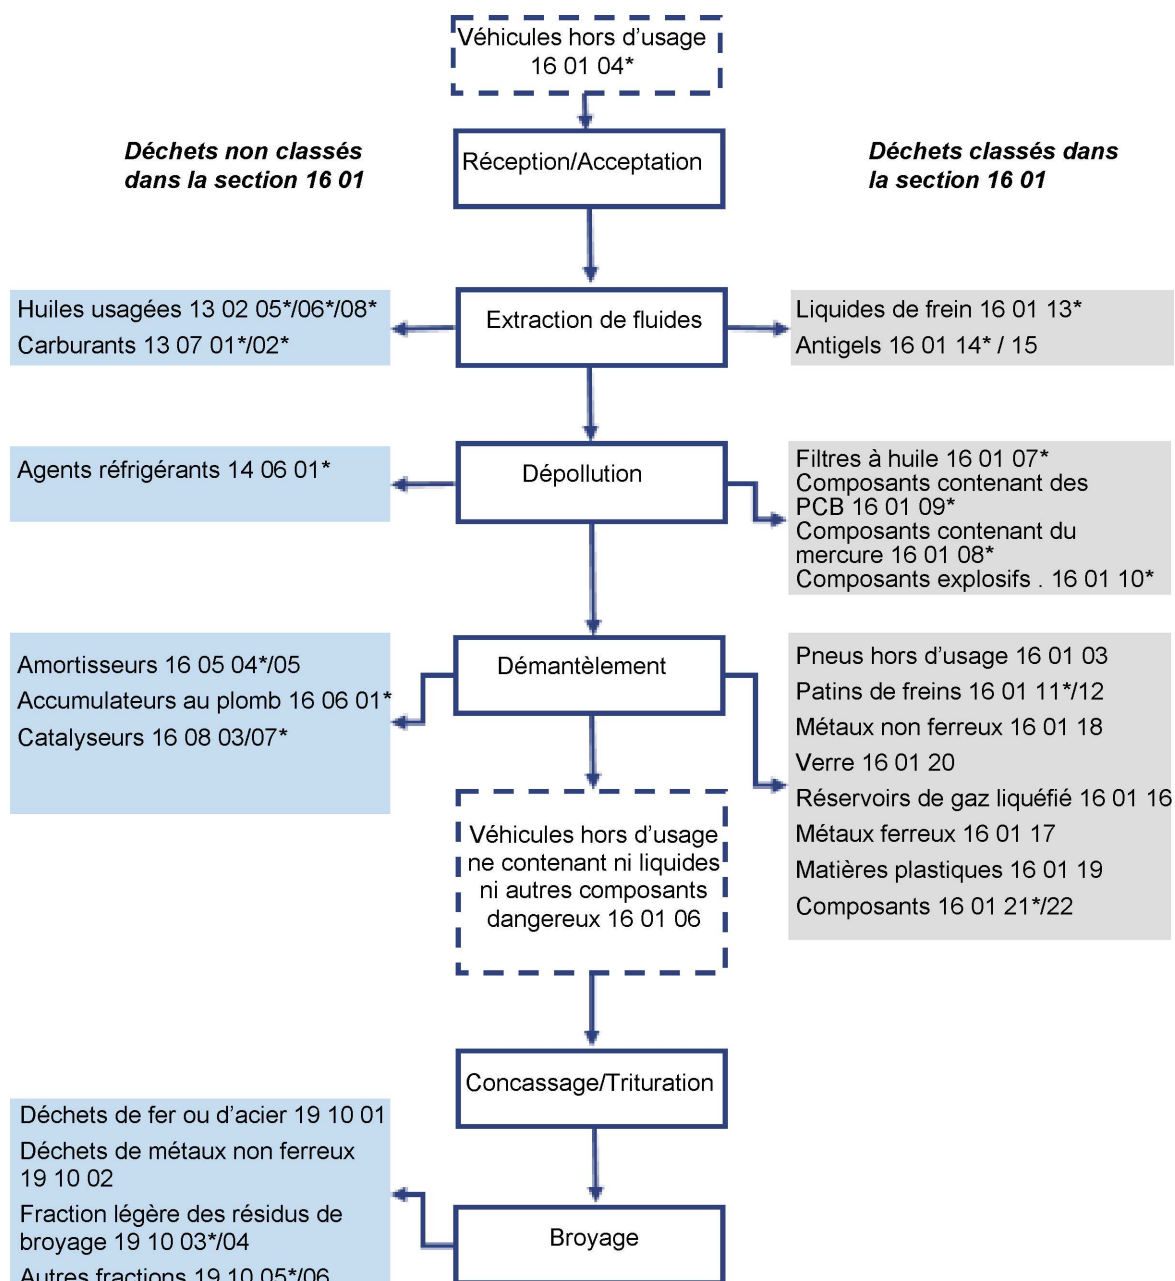 Véhicules hors d'usage
16 01 04*
Déchets non classés
dans la section 16 01
Réception/Acceptation
Déchets classés dans
la section 16 01
Huiles usagées 13 02 05*/06*/08*
Carburants 13 07 01*/02*
Extraction de fluides
Liquides de frein 16 01 13*
Antigels 16 01 14* / 15
Agents réfrigérants 14 06 01*
Dépollution
Filtres à huile 16 01 07*
Composants contenant des
PCB 16 01 09*
Composants contenant du
mercure 16 01 08*
Composants explosifs . 16 01 10*
Amortisseurs 16 05 04*/05
Accumulateurs au plomb 16 06 01*
Catalyseurs 16 08 03/07*
Démantèlement
Pneus hors d'usage 16 01 03
Patins de freins 16 01 11*/12
Métaux non ferreux 16 01 18
Verre 16 01 20
Réservoirs de gaz liquéfié 16 01 16
Métaux ferreux 16 01 17
Matières plastiques 16 01 19
Composants 16 01 21*/22
Véhicules hors d'usage
ne contenant ni liquides
ni autres composants
dangereux 16 01 06
Concassage/Trituration
Déchets de fer ou d'acier 19 10 01
Déchets de métaux non ferreux
19 10 02
Fraction légère des résidus de
broyage 19 10 03*/04
Autres fractions 19 10 05*/06
Broyage